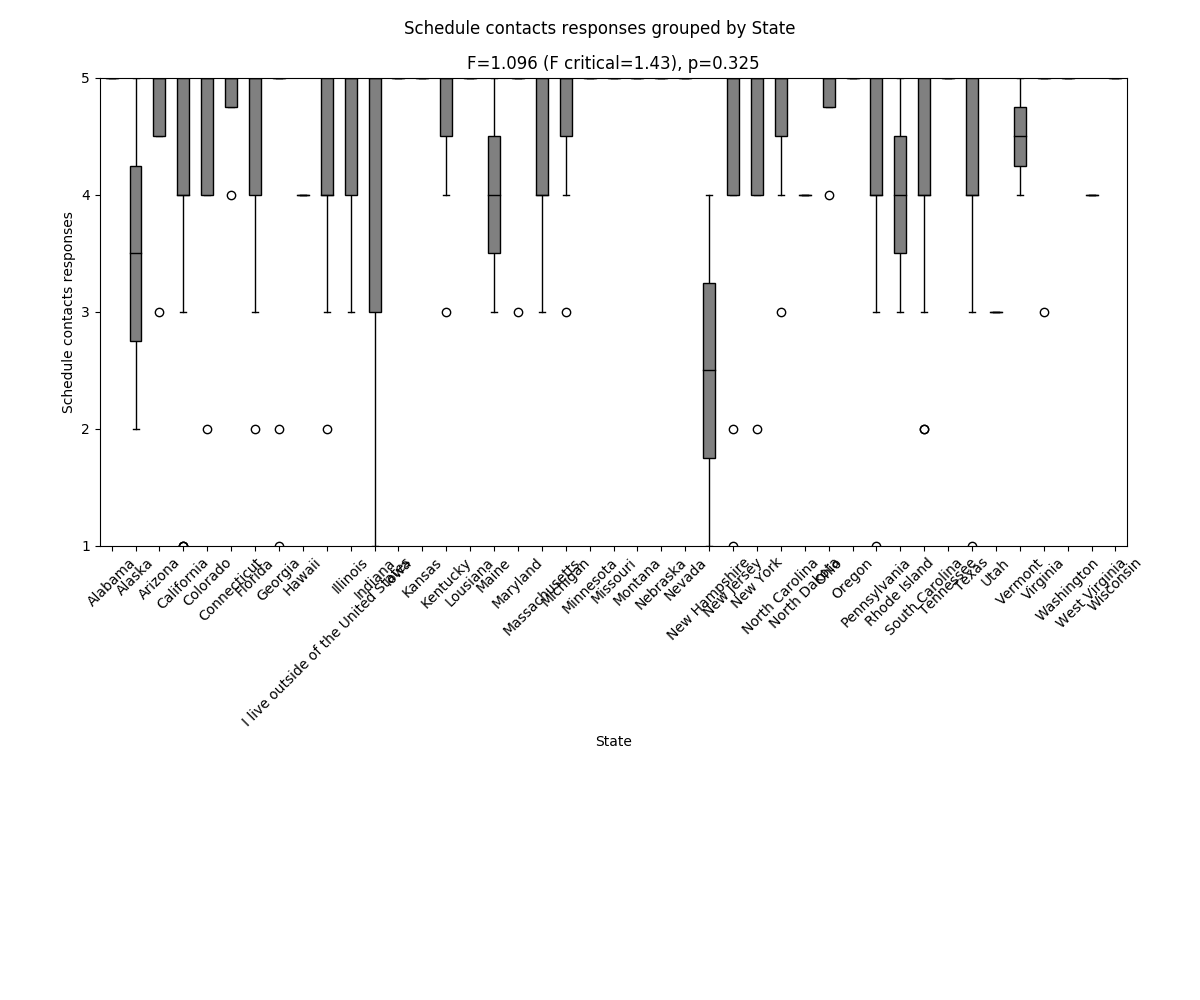 Schedule contacts responses grouped by State
F=1.096 (F critical=1.43), p=0.325
Schedule contacts responses
5
4
3
2
1
Alabama
Alaska
Arizona
California
Colorado
Connecticut
Florida
Georgia
Hawaii
I live outside of the United States
Illinois
Indiana
Iowa
Kansas
Kentucky
Lousiana
Maine
Maryland
Massachusetts
Michigan
Minnesota
Missouri
Montana
Nebraska
Nevada
New Hampshire
New Jersey
New York
North Carolina
North Dakota
Ohio
Oregon
Pennsylvania
Rhode Island
South Carolina
Tennessee
Texas
Utah
Vermont
Virginia
Washington
West Virginia
Wisconsin
State